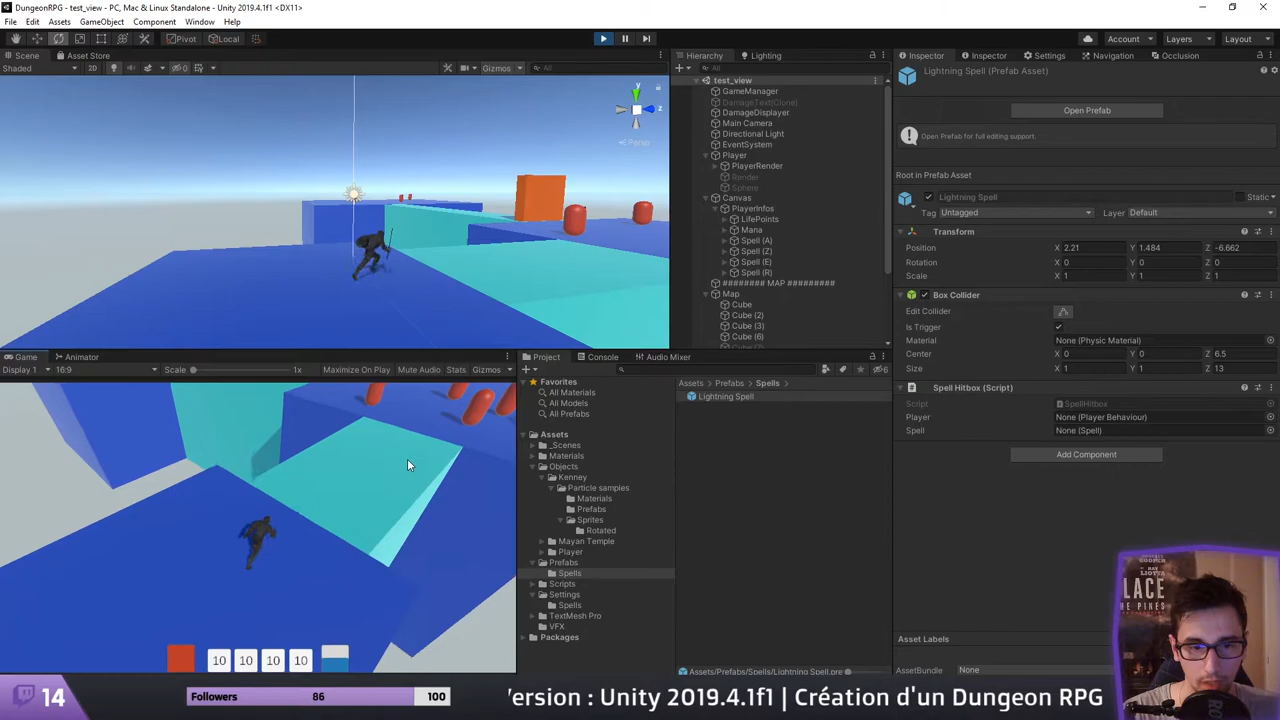 DungeonRPG - test_view - PC, Mac & Linux Standalone - Unity 2019.4.1f1 <DX11>
File Edit Assets GameObject Component Window Help
Pivot Local Account Layers Layout
Scene Asset Store
Shaded 2D 0 Gizmos All
y z Persp
Hierarchy Lighting
All
test_view
GameManager
DamageText(Clone)
DamageDisplayer
Main Camera
Directional Light
EventSystem
Player
PlayerRender
Render
Sphere
Canvas
PlayerInfos
LifePoints
Mana
Spell (A)
Spell (Z)
Spell (E)
Spell (R)
######## MAP #########
Map
Cube
Cube (2)
Cube (3)
Cube (6)
Inspector Inspector Settings Navigation Occlusion
Lightning Spell (Prefab Asset)
Open Prefab
Open Prefab for full editing support.
Root in Prefab Asset
Lightning Spell Static
Tag Untagged Layer Default
Transform
Position X 2.21 Y 1.484 Z -6.662
Rotation X 0 Y 0 Z 0
Scale X 1 Y 1 Z 1
Box Collider
Edit Collider
Is Trigger
Material None (Physic Material)
Center X 0 Y 0 Z 6.5
Size X 1 Y 1 Z 13
Spell Hitbox (Script)
Script SpellHitbox
Player None (Player Behaviour)
Spell None (Spell)
Add Component
Asset Labels
AssetBundle None
Game Animator
Display 1 16:9 Scale 1x Maximize On Play Mute Audio Stats Gizmos
10 10 10 10
Project Console Audio Mixer
6
Favorites
All Materials
All Models
All Prefabs
Assets
_Scenes
Materials
Objects
Kenney
Particle samples
Materials
Prefabs
Sprites
Rotated
Mayan Temple
Player
Prefabs
Spells
Scripts
Settings
Spells
TextMesh Pro
VFX
Packages
Assets Prefabs Spells
Lightning Spell
Assets/Prefabs/Spells/Lightning Spell.pre
LACE
THE PINES
14 Followers 86 100 Version : Unity 2019.4.1f1 | Création d'un Dungeon RPG